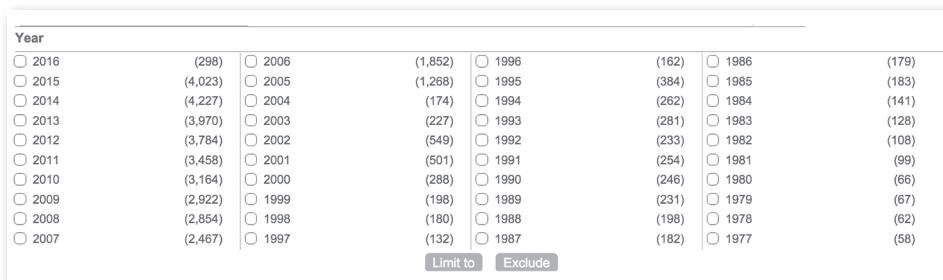 Year
2016 (298) 2006 (1,852) 1996 (162) 1986 (179)
2015 (4,023) 2005 (1,268) 1995 (384) 1985 (183)
2014 (4,227) 2004 (174) 1994 (262) 1984 (141)
2013 (3,970) 2003 (227) 1993 (281) 1983 (128)
2012 (3,784) 2002 (549) 1992 (233) 1982 (108)
2011 (3,458) 2001 (501) 1991 (254) 1981 (99)
2010 (3,164) 2000 (288) 1990 (246) 1980 (66)
2009 (2,922) 1999 (198) 1989 (231) 1979 (67)
2008 (2,854) 1998 (180) 1988 (198) 1978 (62)
2007 (2,467) 1997 (132) 1987 (182) 1977 (58)
Limit to Exclude